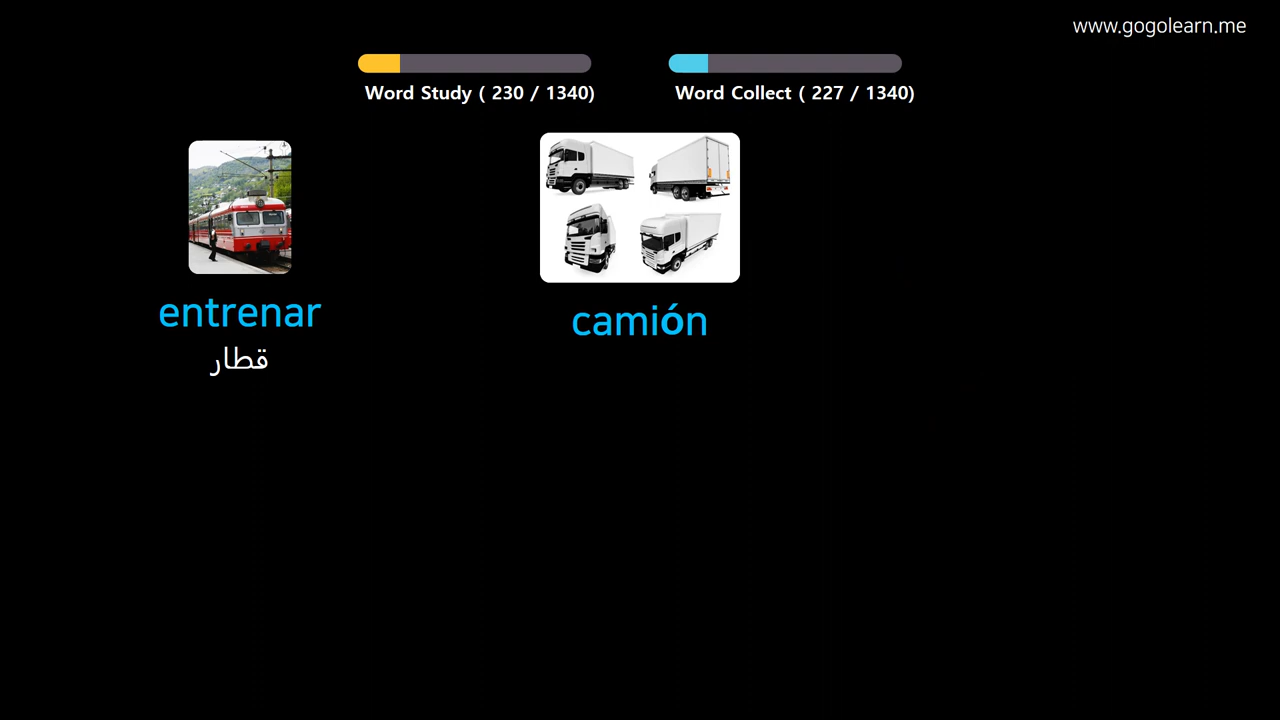 www.gogolearn.me
Word Study ( 230 / 1340)
Word Collect ( 227 / 1340)
entrenar
قطار
camión